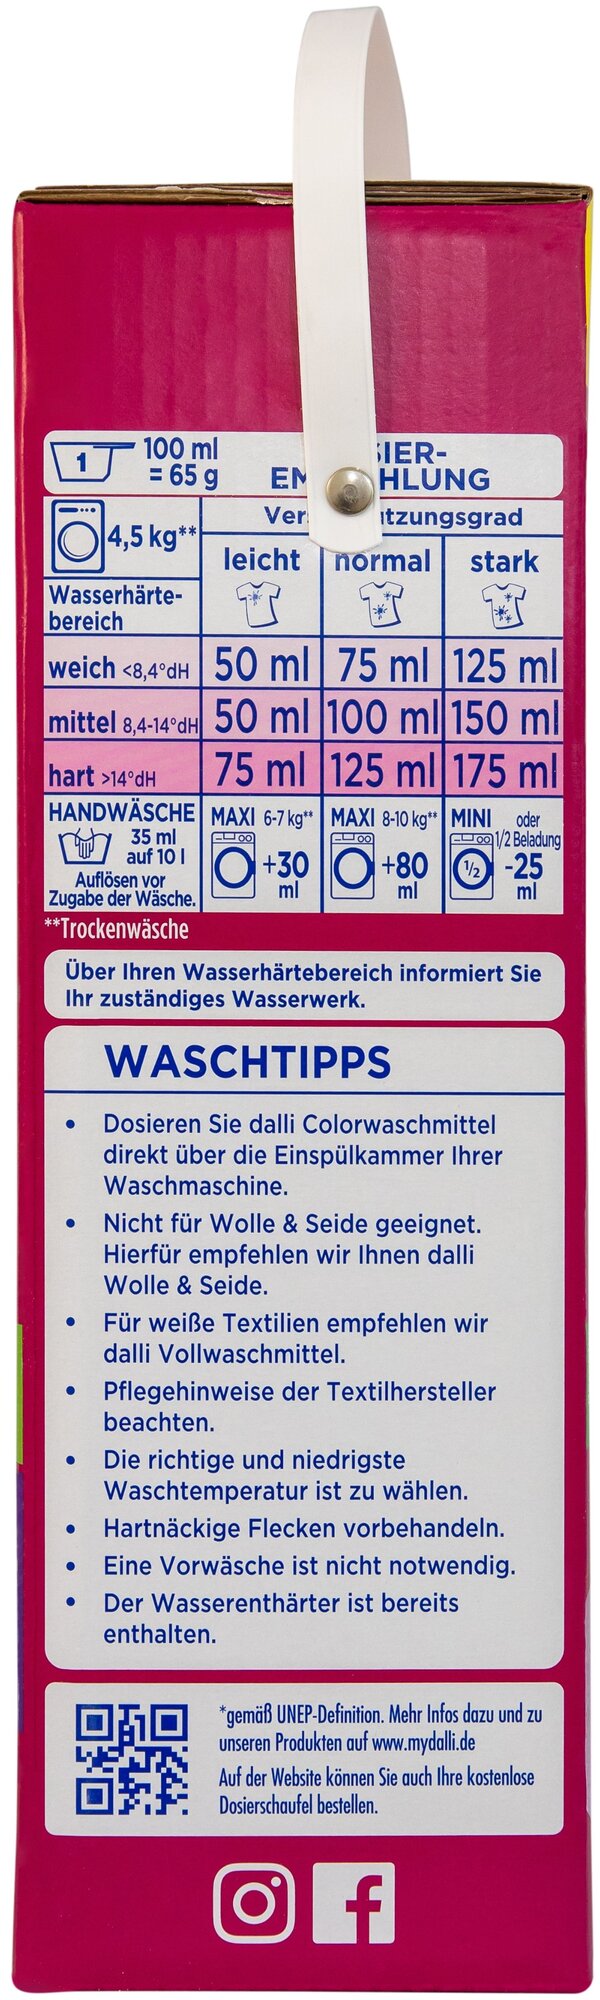 1
100 ml
= 65 g
4,5 kg**
leicht
normal
stark
Wasserhärte-
bereich
weich <8,4°dH 50 ml 75 ml 125 ml
mittel 8,4-14°dH 50 ml 100 ml 150 ml
hart >14°dH 75 ml 125 ml 175 ml
HANDWÄSCHE
35 ml
auf 10 l
Auflösen vor
Zugabe der Wäsche.
MAXI 6-7 kg**
+30
ml
MAXI 8-10 kg**
+80
ml
MINI oder
1/2 Beladung
1/2
-25
ml
**Trockenwäsche
Über Ihren Wasserhärtebereich informiert Sie
Ihr zuständiges Wasserwerk.
WASCHTIPPS
• Dosieren Sie dalli Colorwaschmittel
direkt über die Einspülkammer Ihrer
Waschmaschine.
• Nicht für Wolle & Seide geeignet.
Hierfür empfehlen wir Ihnen dalli
Wolle & Seide.
• Für weiße Textilien empfehlen wir
dalli Vollwaschmittel.
• Pflegehinweise der Textilhersteller
beachten.
• Die richtige und niedrigste
Waschtemperatur ist zu wählen.
• Hartnäckige Flecken vorbehandeln.
• Eine Vorwäsche ist nicht notwendig.
• Der Wasserenthärter ist bereits
enthalten.
*gemäß UNEP-Definition. Mehr Infos dazu und zu
unseren Produkten auf www.mydalli.de
Auf der Website können Sie auch Ihre kostenlose
Dosierschaufel bestellen.